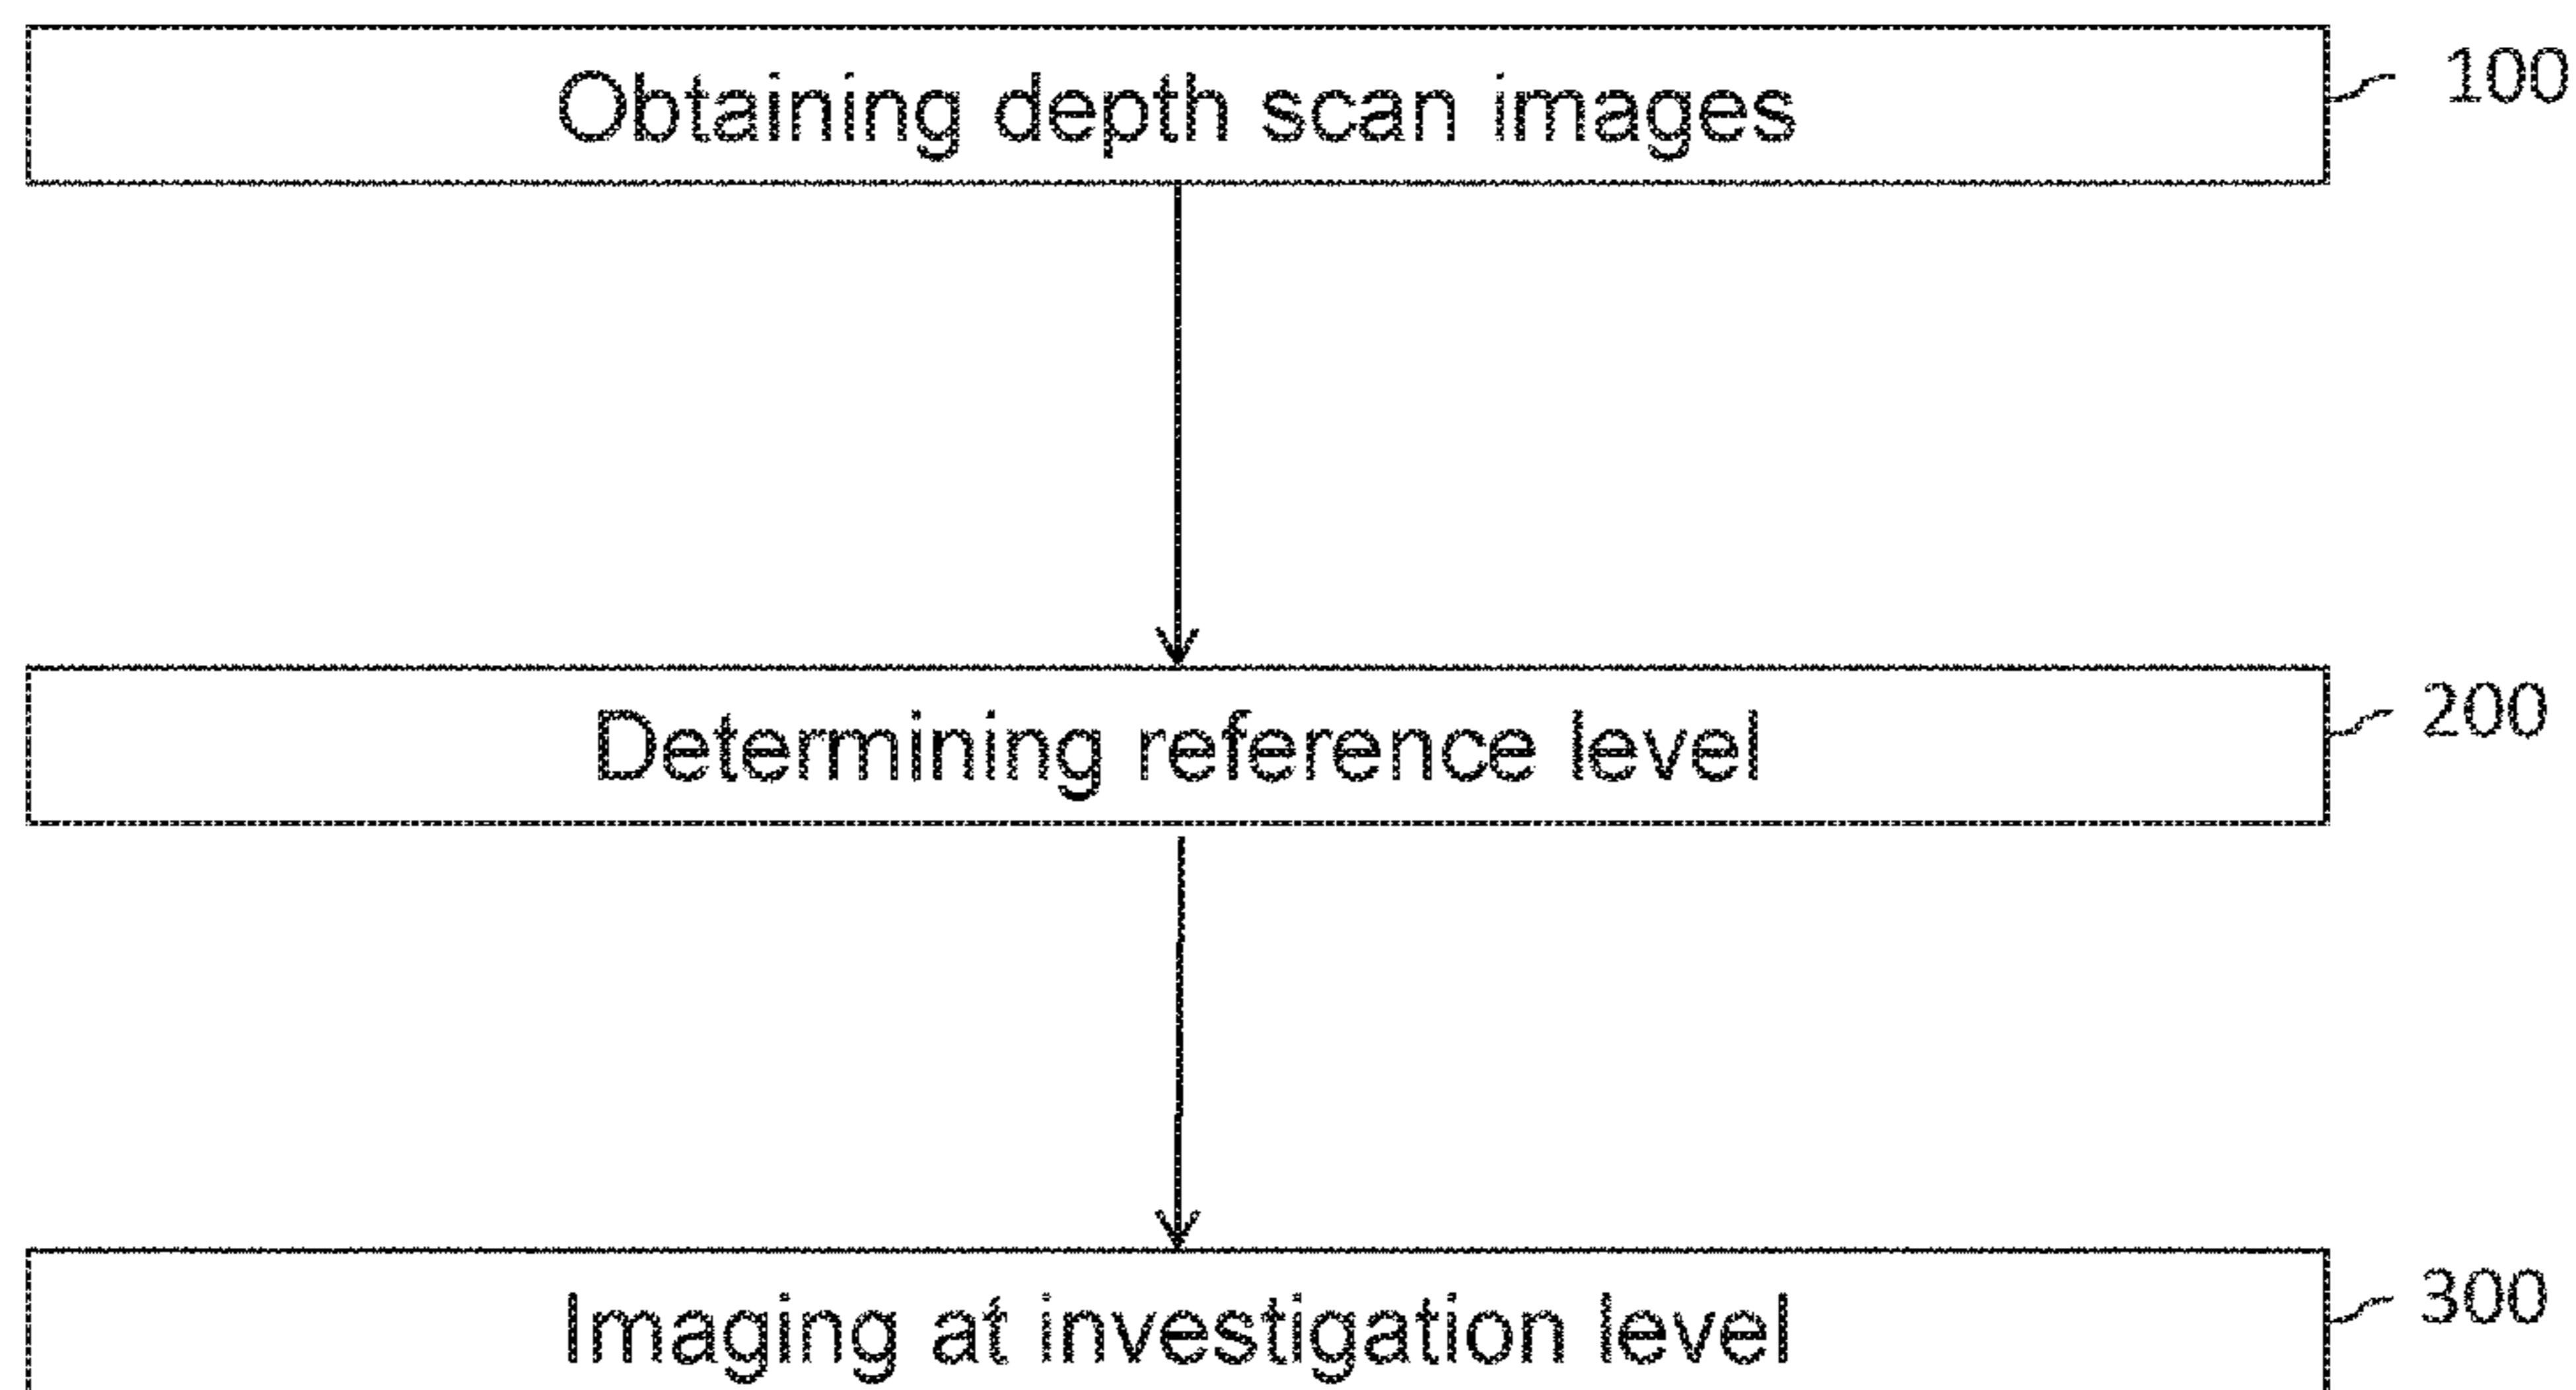 Obtaining depth scan images 100
Determining reference level 200
Imaging at investigation level 300